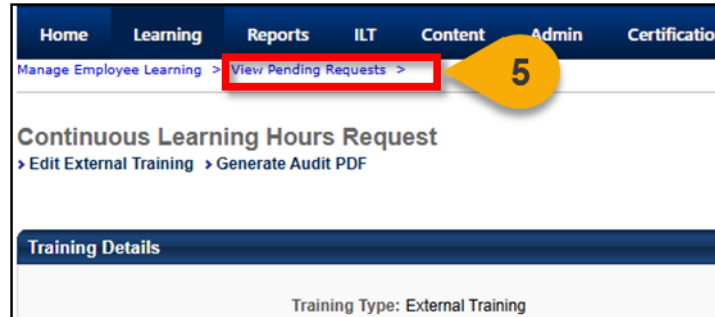 Home Learning Reports ILT Content Admin Certificatio
Manage Employee Learning > View Pending Requests >
5
Continuous Learning Hours Request
› Edit External Training › Generate Audit PDF
Training Details
Training Type: External Training